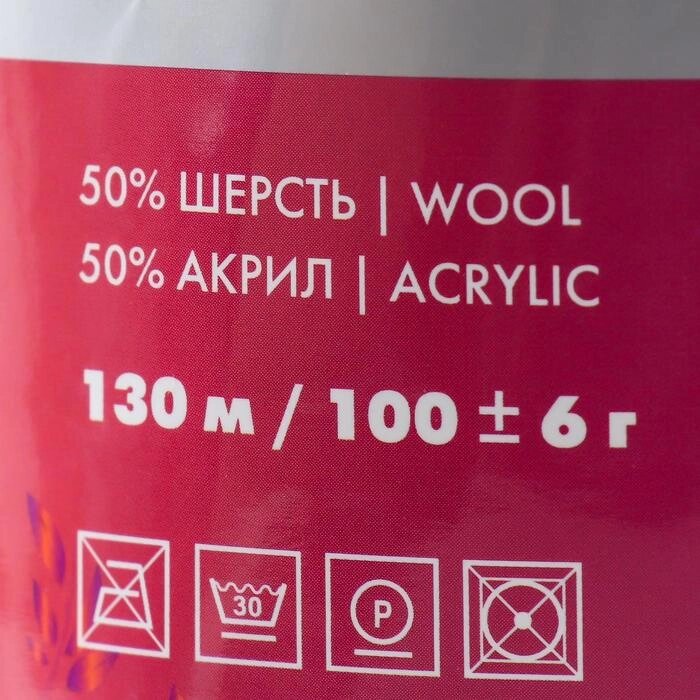 50% ШЕРСТЬ | WOOL
50% АКРИЛ | ACRYLIC
130 м / 100 ± 6 г
30 P